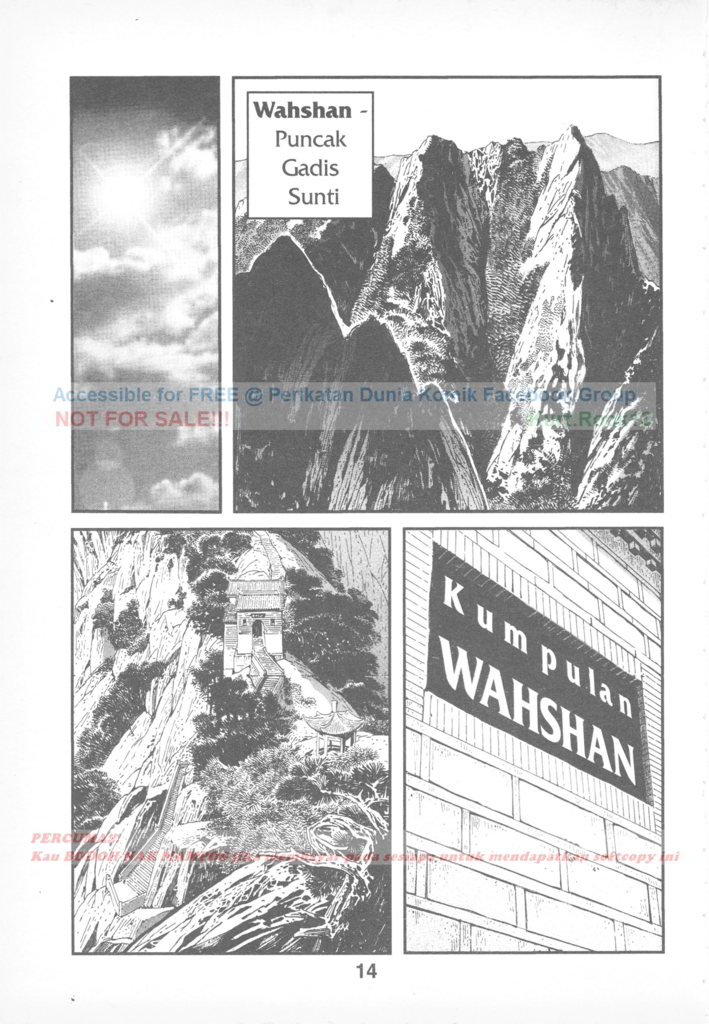 Wahshan -
Puncak
Gadis
Sunti
Accessible for FREE @ Perikatan Dunia Komik Facebook Group
NOT FOR SALE!!!
Kumpulan
WAHSHAN
PERCUMA!!!
Kau BODOH NAK MAMPUS jika membayar pada sesiapa untuk mendapatkan softcopy ini
14